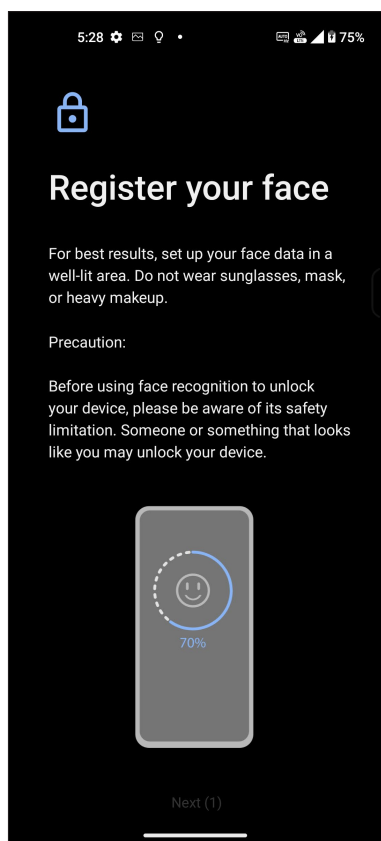 5:28 75%
Register your face
For best results, set up your face data in a
well-lit area. Do not wear sunglasses, mask,
or heavy makeup.
Precaution:
Before using face recognition to unlock
your device, please be aware of its safety
limitation. Someone or something that looks
like you may unlock your device.
70%
Next (1)